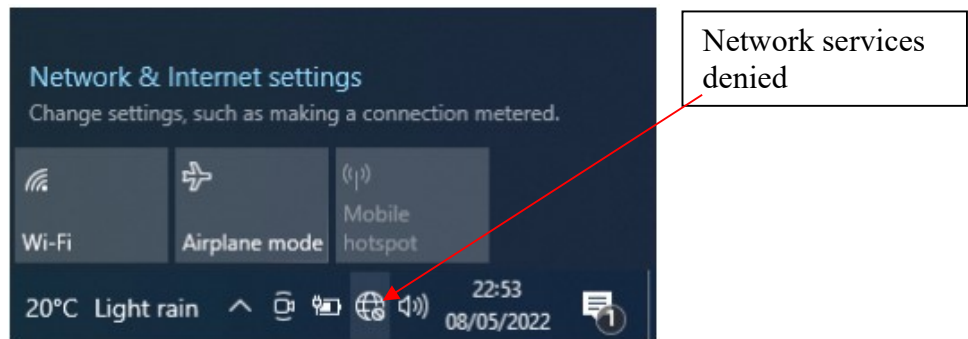 Network services
denied
Network & Internet settings
Change settings, such as making a connection metered.
Wi-Fi
Airplane mode
Mobile
hotspot
20°C Light rain
22:53
08/05/2022
1